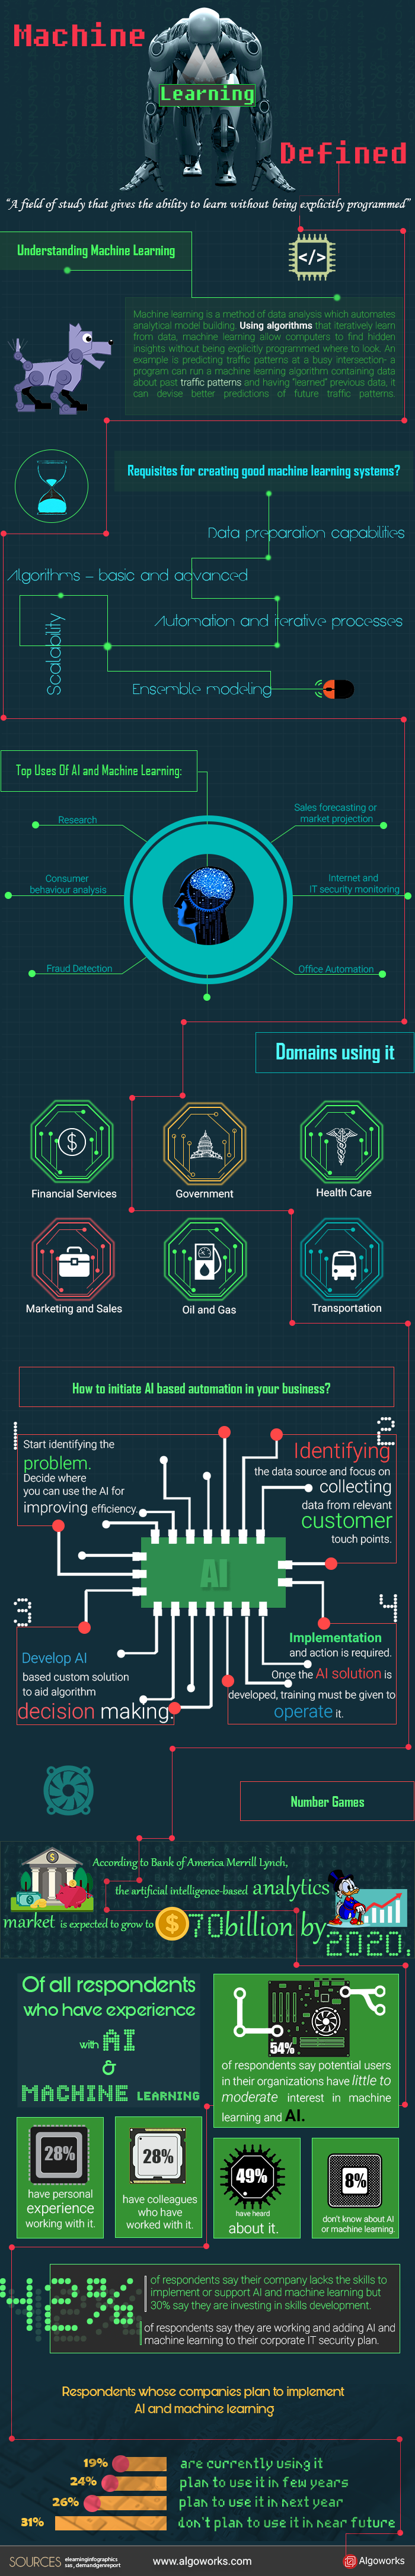 Machine
Learning
Defined
"A field of study that gives the ability to learn without being explicitly programmed"
Understanding Machine Learning
</>
Machine learning is a method of data analysis which automates
analytical model building. Using algorithms that iteratively learn
from data, machine learning allow computers to find hidden
insights without being explicitly programmed where to look. An
example is predicting traffic patterns at a busy intersection- a
program can run a machine learning algorithm containing data
about past traffic patterns and having "learned" previous data, it
can devise better predictions of future traffic patterns.
Requisites for creating good machine learning systems?
Data preparation capabilities
Algorithms – basic and advanced
Automation and iterative processes
Scalability
Ensemble modeling
Top Uses Of AI and Machine Learning:
Research
Sales forecasting or
market projection
Consumer
behaviour analysis
Internet and
IT security monitoring
Fraud Detection
Office Automation
Domains using it
$
Financial Services
Government
Health Care
Marketing and Sales
Oil and Gas
Transportation
How to initiate AI based automation in your business?
1
Start identifying the
problem.
Decide where
you can use the AI for
improving efficiency.
2
Identifying
the data source and focus on
collecting
data from relevant
customer
touch points.
AI
3
Develop AI
based custom solution
to aid algorithm
decision making.
4
Implementation
and action is required.
Once the AI solution is
developed, training must be given to
operate it.
Number Games
According to Bank of America Merrill Lynch,
the artificial intelligence-based analytics
market is expected to grow to $ 70billion by
2020.
Of all respondents
who have experience
with AI
&
MACHINE LEARNING
54%
of respondents say potential users
in their organizations have little to
moderate interest in machine
learning and AI.
28%
have personal
experience
working with it.
28%
have colleagues
who have
worked with it.
49%
have heard
about it.
8%
don't know about AI
or machine learning.
42%
of respondents say their company lacks the skills to
implement or support AI and machine learning but
30% say they are investing in skills development.
of respondents say they are working and adding AI and
machine learning to their corporate IT security plan.
Respondents whose companies plan to implement
AI and machine learning
19% are currently using it
24% plan to use it in few years
26% plan to use it in next year
31% don't plan to use it in near future
SOURCES elearninginfographics
sas, demandgenreport
www.algoworks.com
Algoworks